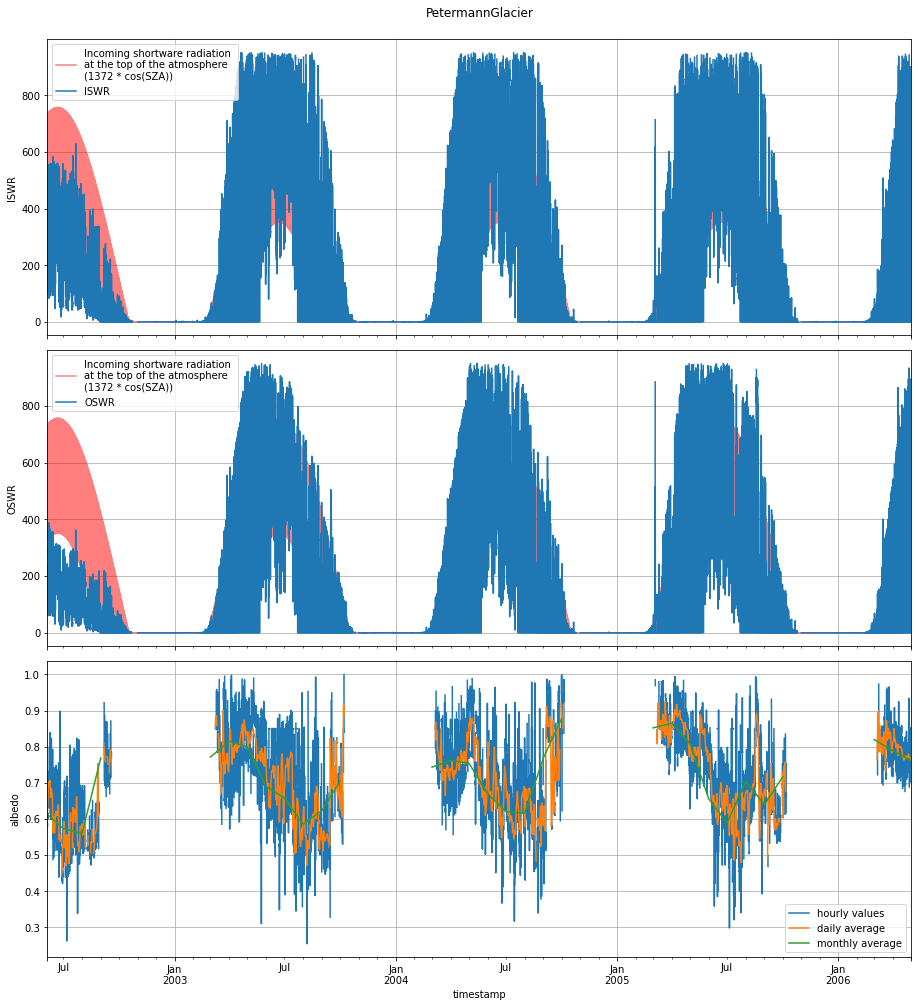 PetermannGlacier
Incoming shortware radiation
at the top of the atmosphere
(1372 * cos(SZA))
ISWR
800
600
400
200
0
ISWR
Incoming shortware radiation
at the top of the atmosphere
(1372 * cos(SZA))
OSWR
800
600
400
200
0
OSWR
1.0
0.9
0.8
0.7
0.6
0.5
0.4
0.3
albedo
hourly values
daily average
monthly average
Jul
Jan
2003
Jul
Jan
2004
Jul
Jan
2005
Jul
Jan
2006
timestamp